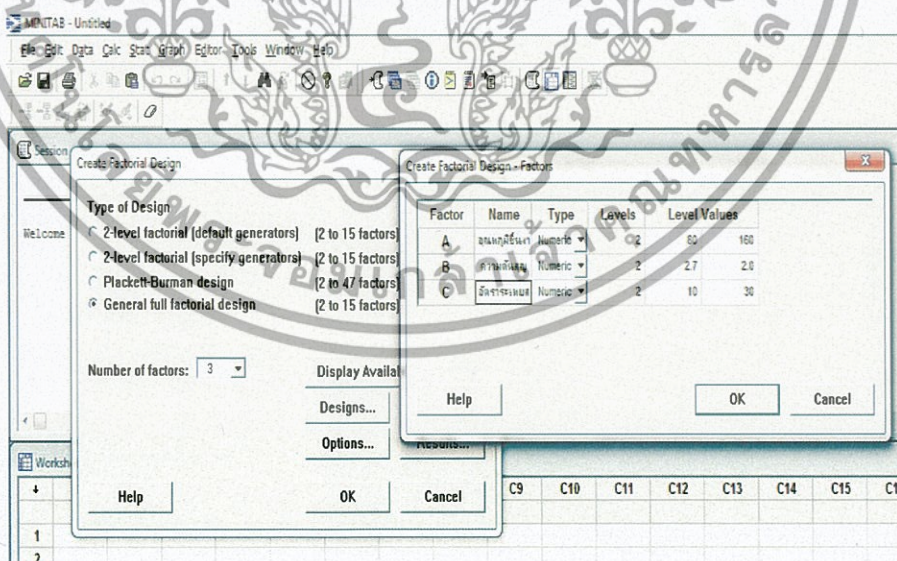 MINITAB - Untitled
File Edit Data Calc Stat Graph Editor Tools Window Help
Session
Welcome
Create Factorial Design
Type of Design
2-level factorial (default generators) (2 to 15 factors)
2-level factorial (specify generators) (2 to 15 factors)
Plackett-Burman design (2 to 47 factors)
General full factorial design (2 to 15 factors)
Number of factors: 3
Display Availa
Designs...
Options... Results...
Help OK Cancel
Create Factorial Design - Factors
Factor Name Type Levels Level Values
A Numeric 2 80 160
B Numeric 2 2.7 2.0
C Numeric 2 10 30
Help OK Cancel
Worksh
C9 C10 C11 C12 C13 C14 C15 C1
1
2